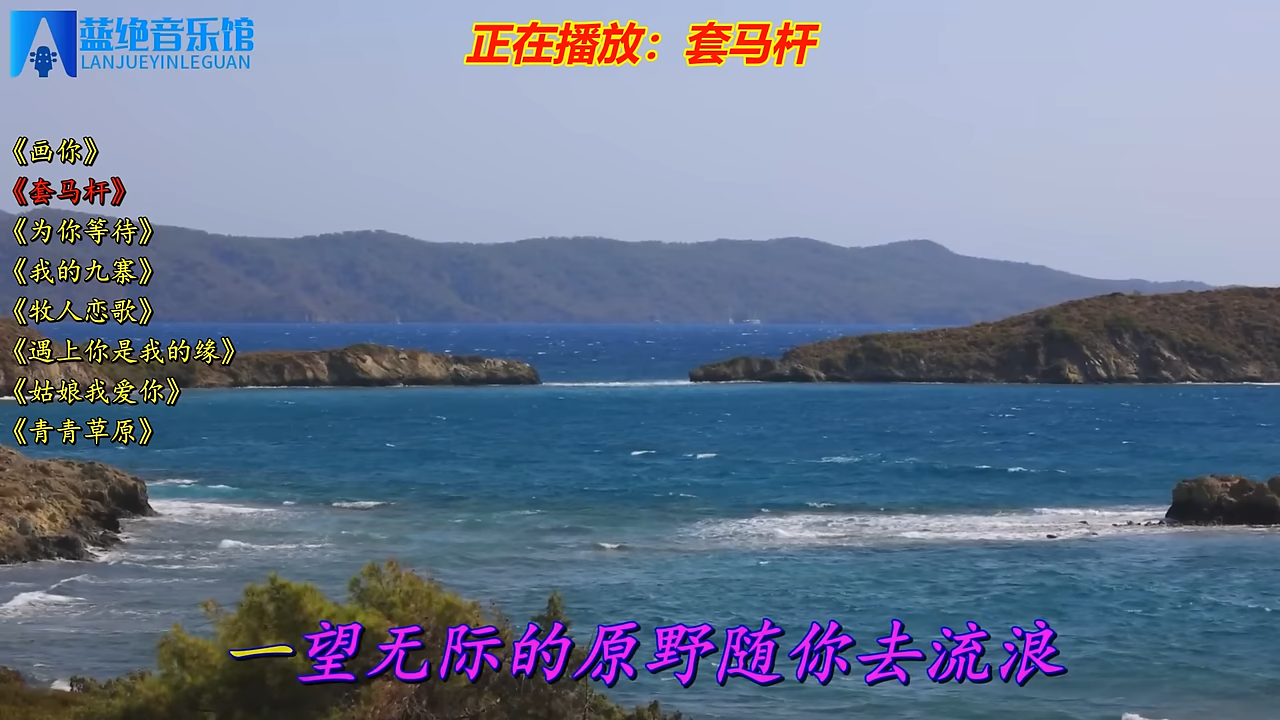 蓝绝音乐馆
LANJUEYINLEGUAN
正在播放：套马杆
《画你》
《套马杆》
《为你等待》
《我的九寨》
《牧人恋歌》
《遇上你是我的缘》
《姑娘我爱你》
《青青草原》
一望无际的原野随你去流浪